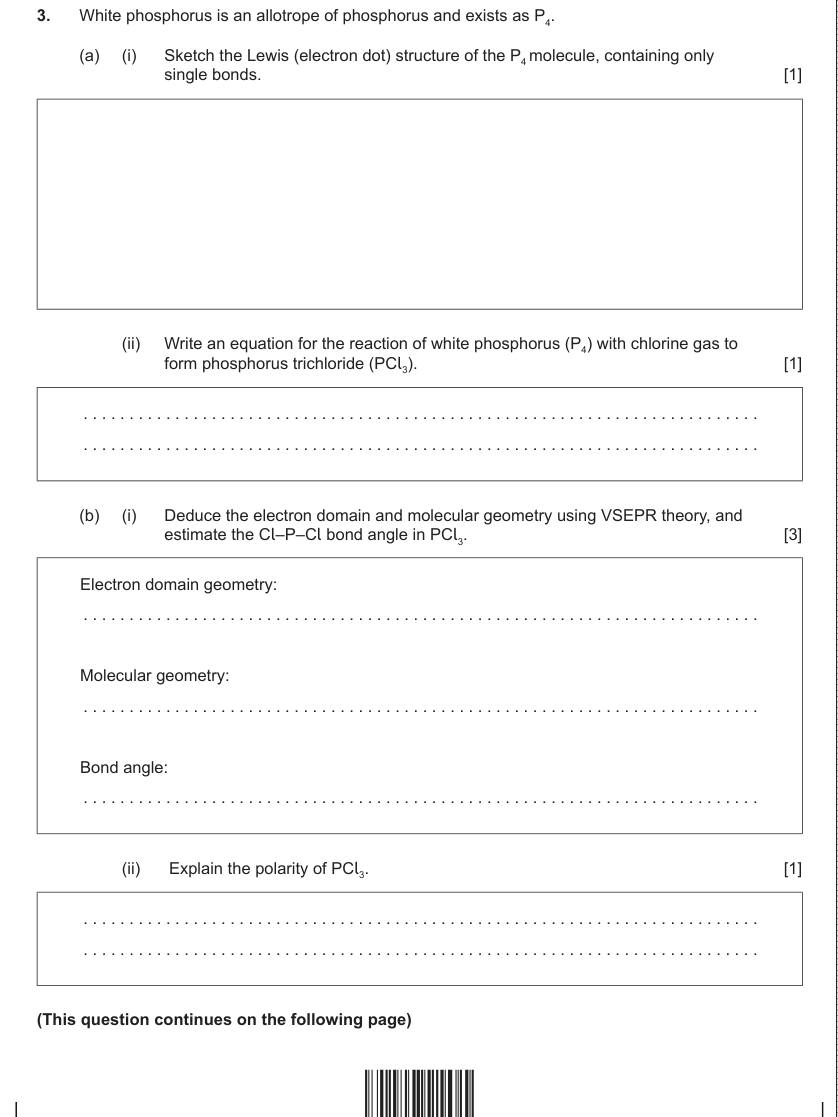 3. White phosphorus is an allotrope of phosphorus and exists as P₄.
(a) (i) Sketch the Lewis (electron dot) structure of the P₄ molecule, containing only
single bonds. [1]
(ii) Write an equation for the reaction of white phosphorus (P₄) with chlorine gas to
form phosphorus trichloride (PCl₃). [1]
(b) (i) Deduce the electron domain and molecular geometry using VSEPR theory, and
estimate the Cl–P–Cl bond angle in PCl₃. [3]
Electron domain geometry:
Molecular geometry:
Bond angle:
(ii) Explain the polarity of PCl₃. [1]
(This question continues on the following page)